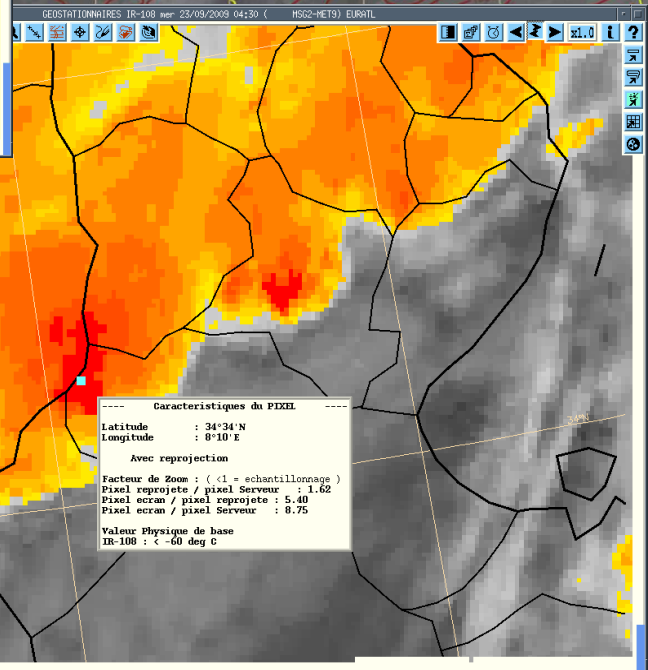 GEOSTATIONNAIRES IR-108 mer 23/09/2009 04:30 ( MSG2-MET9) EURATL
x1.0 i ?
34°N
---- Caracteristiques du PIXEL ----
Latitude : 34°34'N
Longitude : 8°10'E
Avec reprojection
Facteur de Zoom : ( <1 = echantillonnage )
Pixel reprojete / pixel Serveur : 1.62
Pixel ecran / pixel reprojete : 5.40
Pixel ecran / pixel Serveur : 8.75
Valeur Physique de base
IR-108 : < -60 deg C